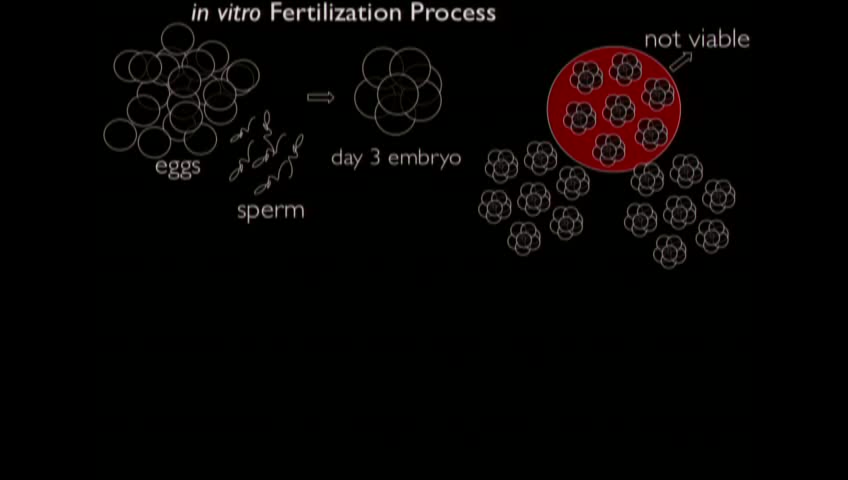 in vitro Fertilization Process
not viable
eggs
day 3 embryo
sperm